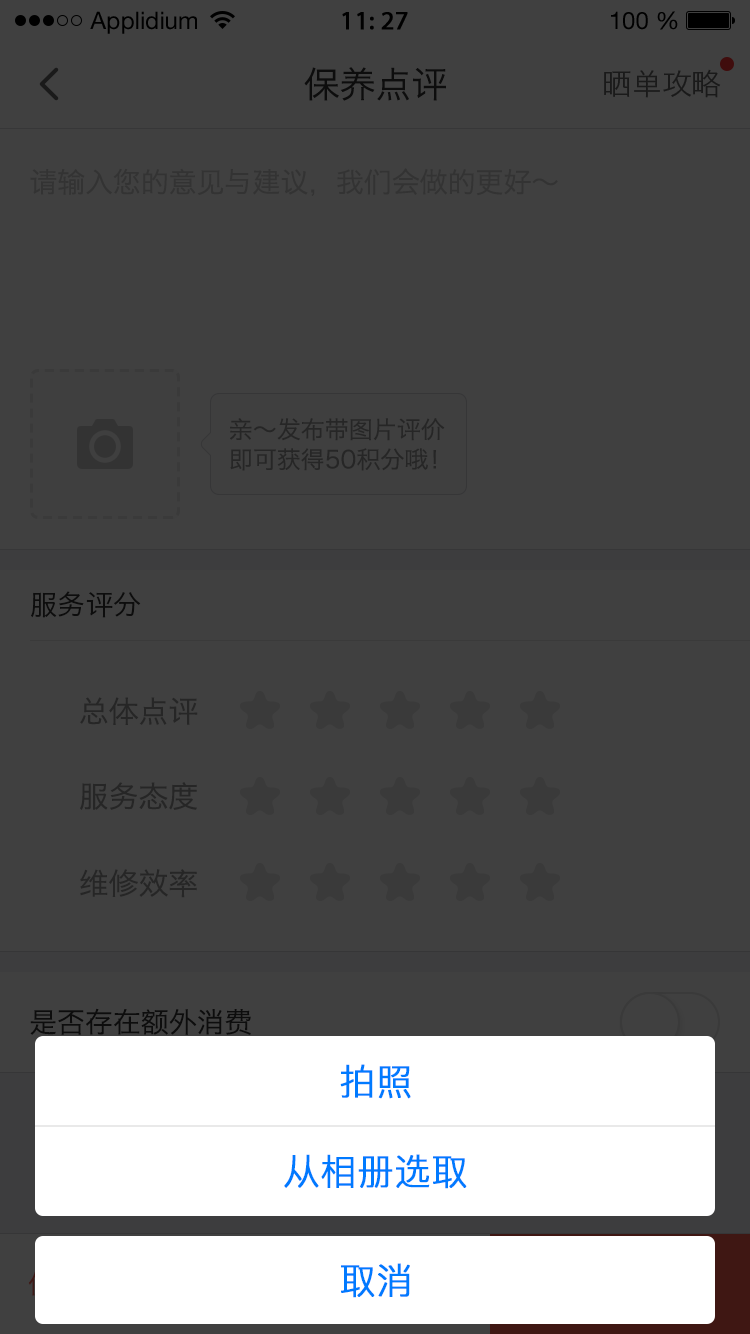 Applidium 11:27 100 %
保养点评 晒单攻略
请输入您的意见与建议，我们会做的更好～
亲～发布带图片评价
即可获得50积分哦！
服务评分
总体点评
服务态度
维修效率
是否存在额外消费
拍照
从相册选取
取消